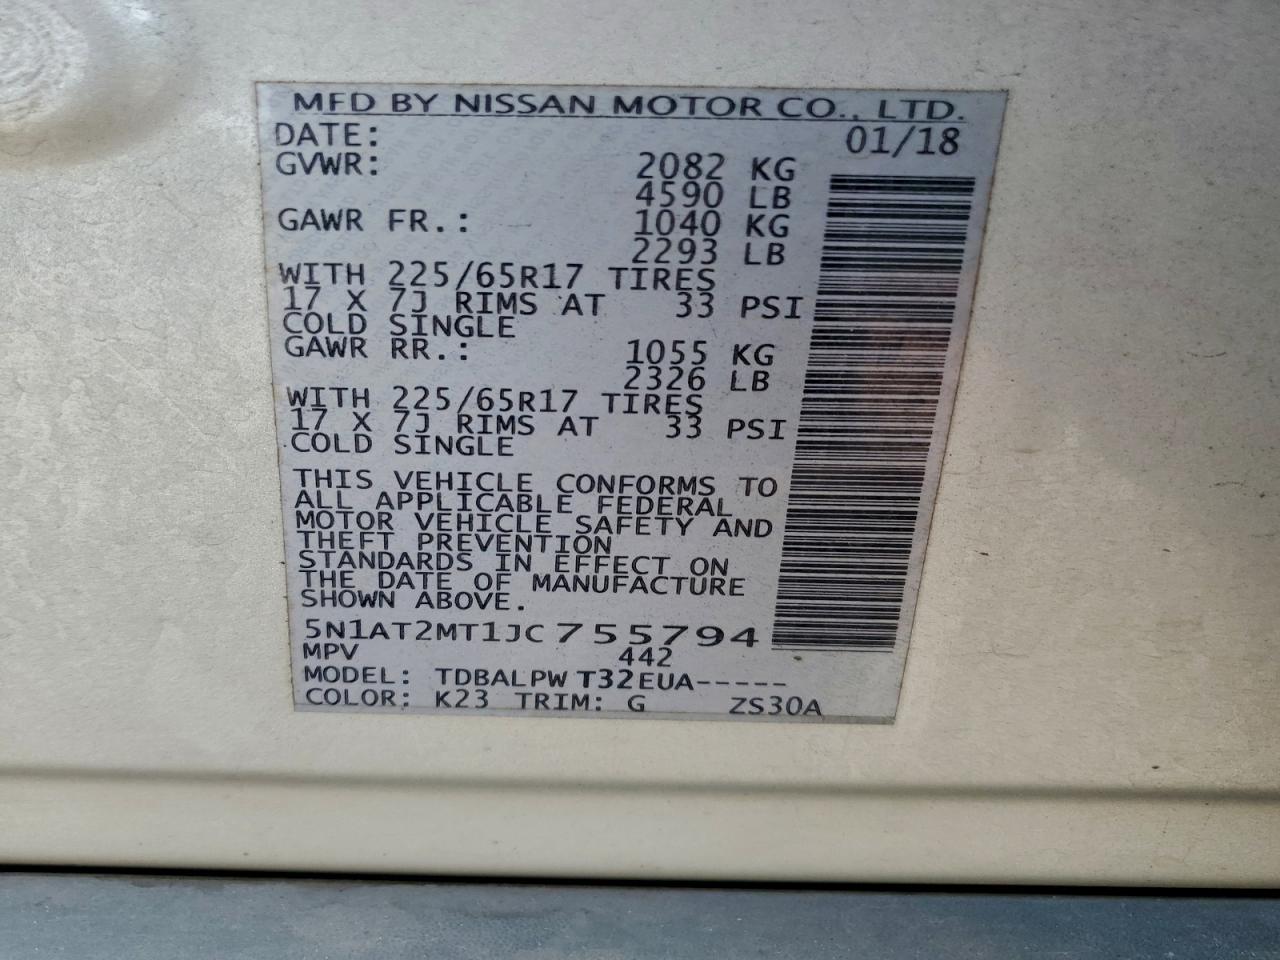 MFD BY NISSAN MOTOR CO., LTD.
DATE: 01/18
GVWR: 2082 KG
4590 LB
GAWR FR.: 1040 KG
2293 LB
WITH 225/65R17 TIRES
17 X 7J RIMS AT 33 PSI
COLD SINGLE
GAWR RR.: 1055 KG
2326 LB
WITH 225/65R17 TIRES
17 X 7J RIMS AT 33 PSI
COLD SINGLE
THIS VEHICLE CONFORMS TO
ALL APPLICABLE FEDERAL
MOTOR VEHICLE SAFETY AND
THEFT PREVENTION
STANDARDS IN EFFECT ON
THE DATE OF MANUFACTURE
SHOWN ABOVE.
5N1AT2MT1JC755794
MPV 442
MODEL: TDBALPW T32EUA-----
COLOR: K23 TRIM: G ZS30A